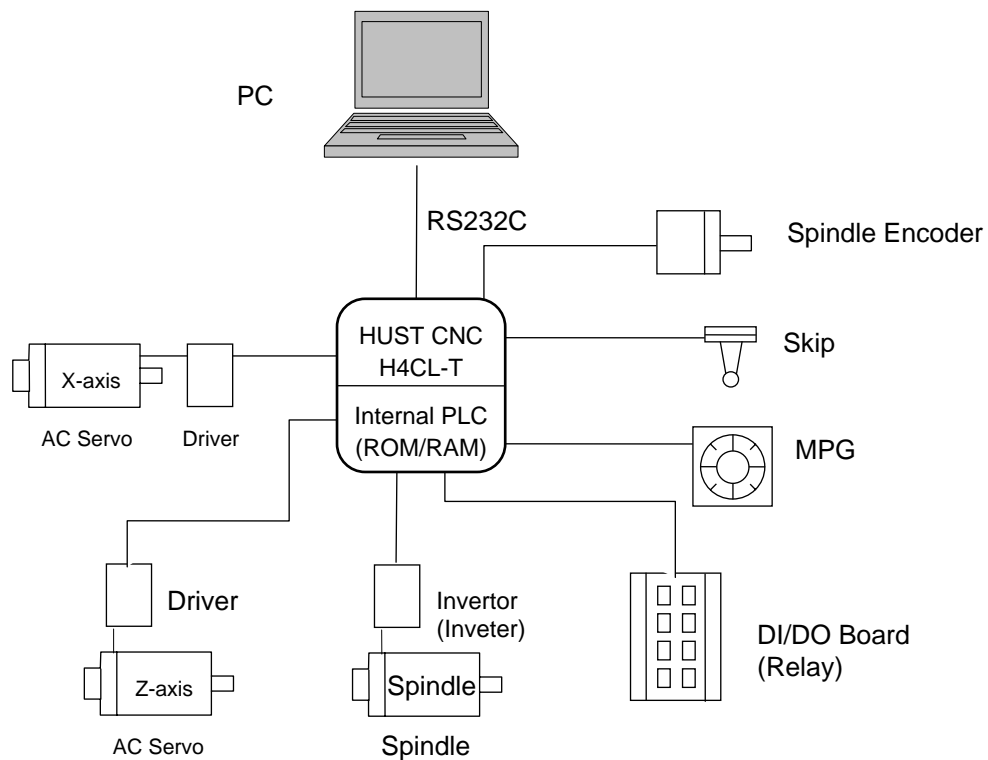 PC
RS232C
Spindle Encoder
HUST CNC
H4CL-T
Skip
X-axis
AC Servo
Driver
Internal PLC
(ROM/RAM)
MPG
Driver
Z-axis
AC Servo
Invertor
(Inveter)
Spindle
Spindle
DI/DO Board
(Relay)